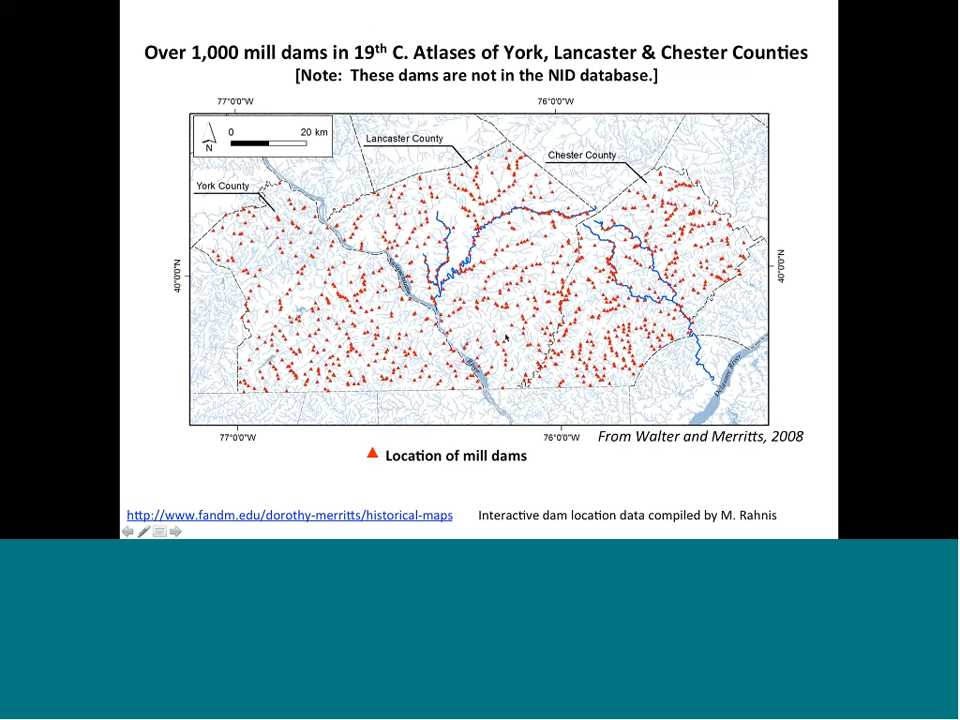 Over 1,000 mill dams in 19th C. Atlases of York, Lancaster & Chester Counties
[Note: These dams are not in the NID database.]
77°0'0"W
76°0'0"W
0
20 km
N
Lancaster County
Chester County
York County
40°0'0"N
40°0'0"N
River
Delaware River
77°0'0"W
76°0'0"W
From Walter and Merritts, 2008
Location of mill dams
http://www.fandm.edu/dorothy-merritts/historical-maps
Interactive dam location data compiled by M. Rahnis